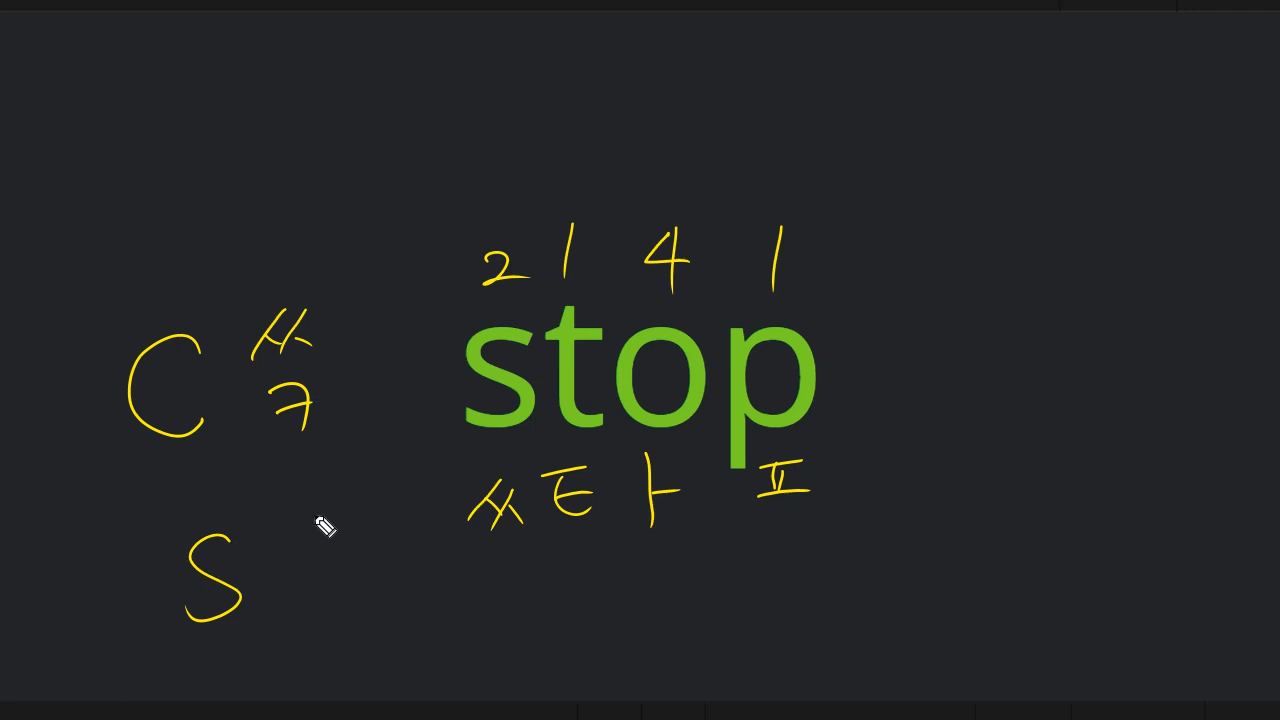 2 1 4 1
ㅆ
C ㅋ stop
ㅆ ㅌ ㅏ ㅍ
S